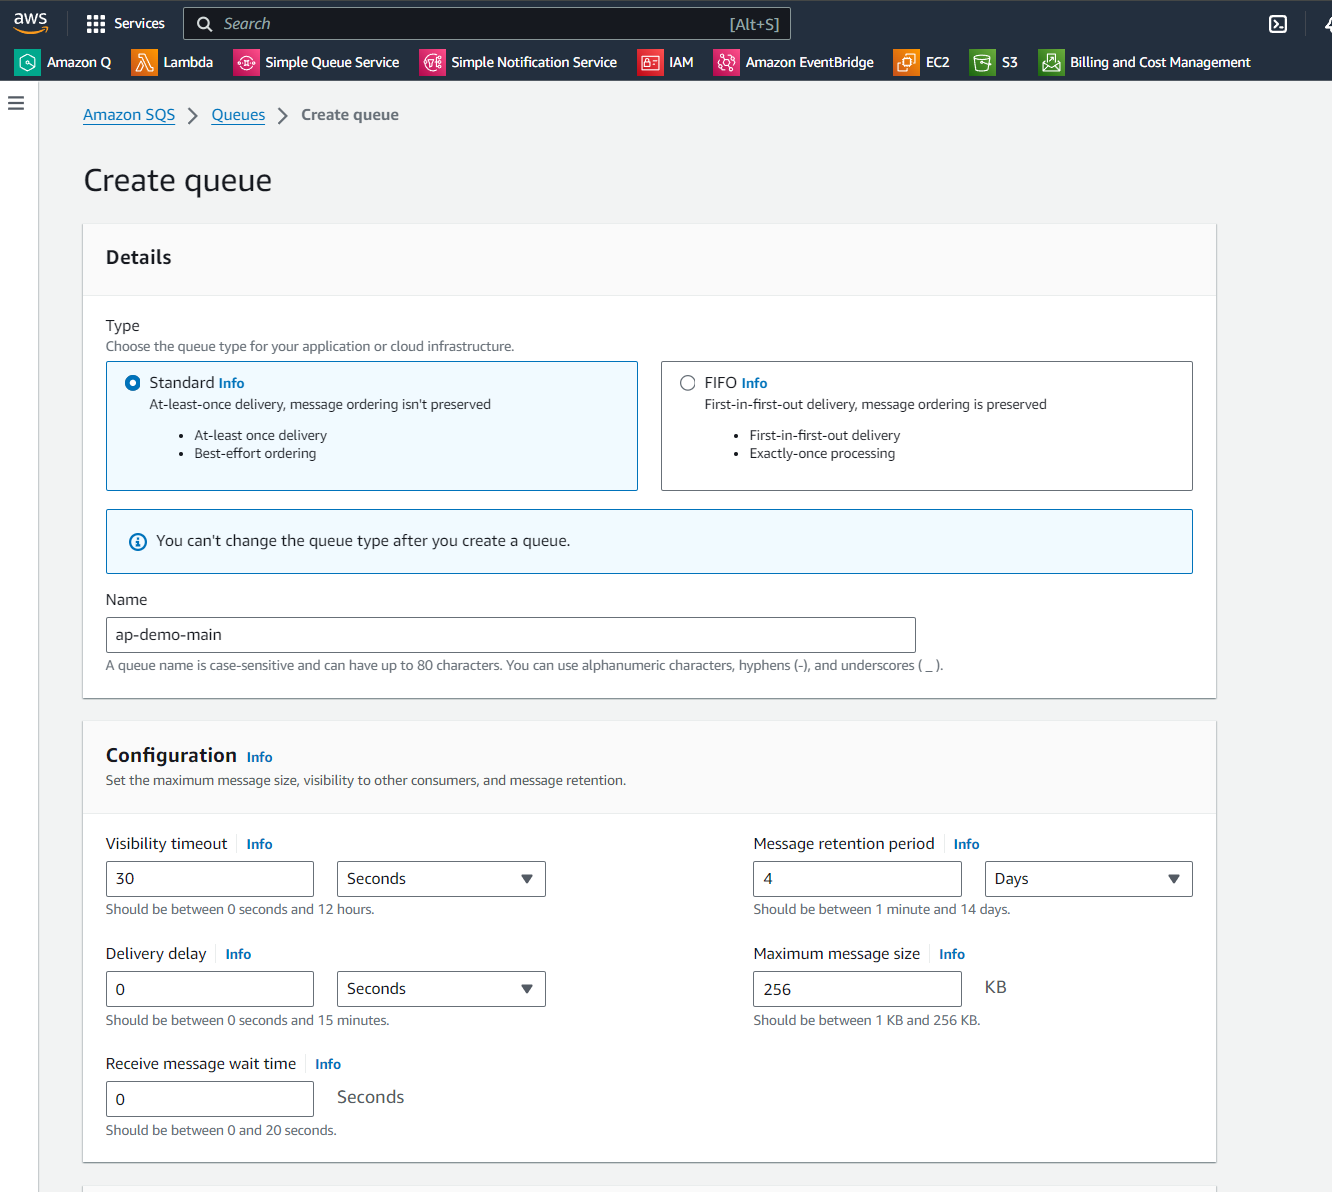 aws Services Search [Alt+S]
Amazon Q Lambda Simple Queue Service Simple Notification Service IAM Amazon EventBridge EC2 S3 Billing and Cost Management
Amazon SQS Queues Create queue
Create queue
Details
Type
Choose the queue type for your application or cloud infrastructure.
Standard Info
At-least-once delivery, message ordering isn't preserved
• At-least once delivery
• Best-effort ordering
FIFO Info
First-in-first-out delivery, message ordering is preserved
• First-in-first-out delivery
• Exactly-once processing
You can't change the queue type after you create a queue.
Name
ap-demo-main
A queue name is case-sensitive and can have up to 80 characters. You can use alphanumeric characters, hyphens (-), and underscores ( _ ).
Configuration Info
Set the maximum message size, visibility to other consumers, and message retention.
Visibility timeout Info
30 Seconds
Should be between 0 seconds and 12 hours.
Message retention period Info
4 Days
Should be between 1 minute and 14 days.
Delivery delay Info
0 Seconds
Should be between 0 seconds and 15 minutes.
Maximum message size Info
256 KB
Should be between 1 KB and 256 KB.
Receive message wait time Info
0 Seconds
Should be between 0 and 20 seconds.